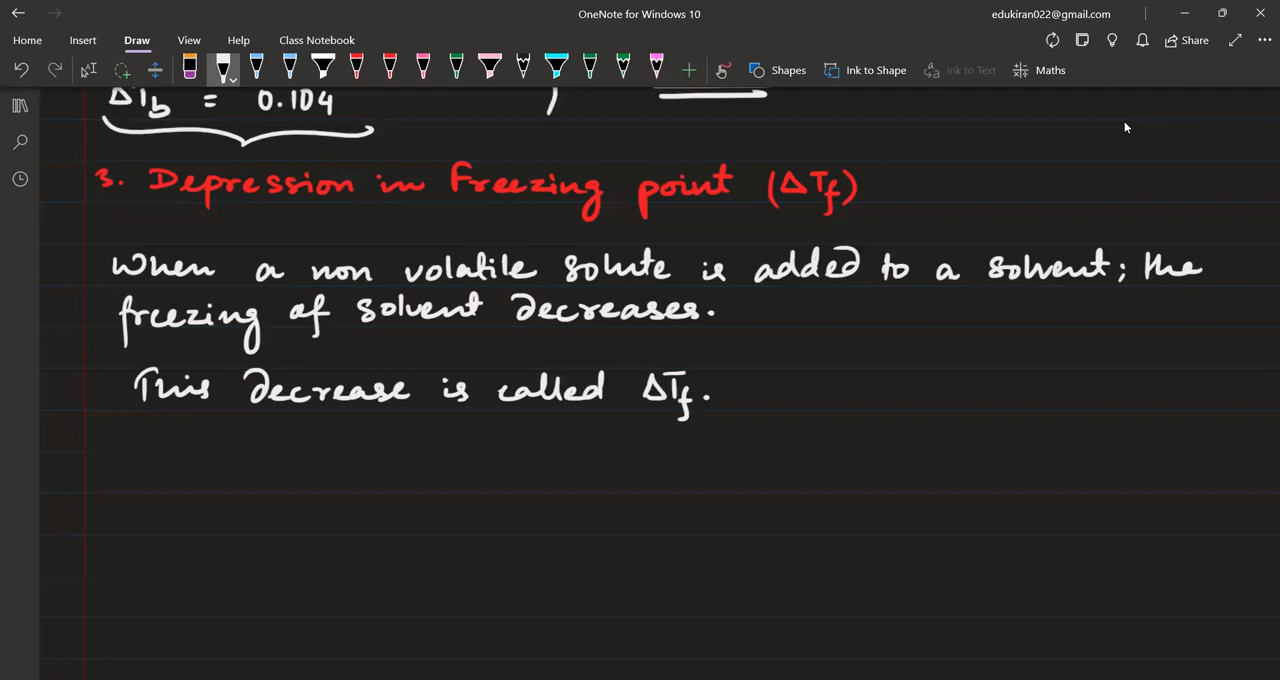 OneNote for Windows 10
edukiran022@gmail.com
Home Insert Draw View Help Class Notebook
Share
Shapes Ink to Shape Ink to Text Maths
ΔTb = 0.104
3. Depression in freezing point (ΔTf)
When a non volatile solute is added to a solvent; the
freezing of solvent decreases.
This decrease is called ΔTf.